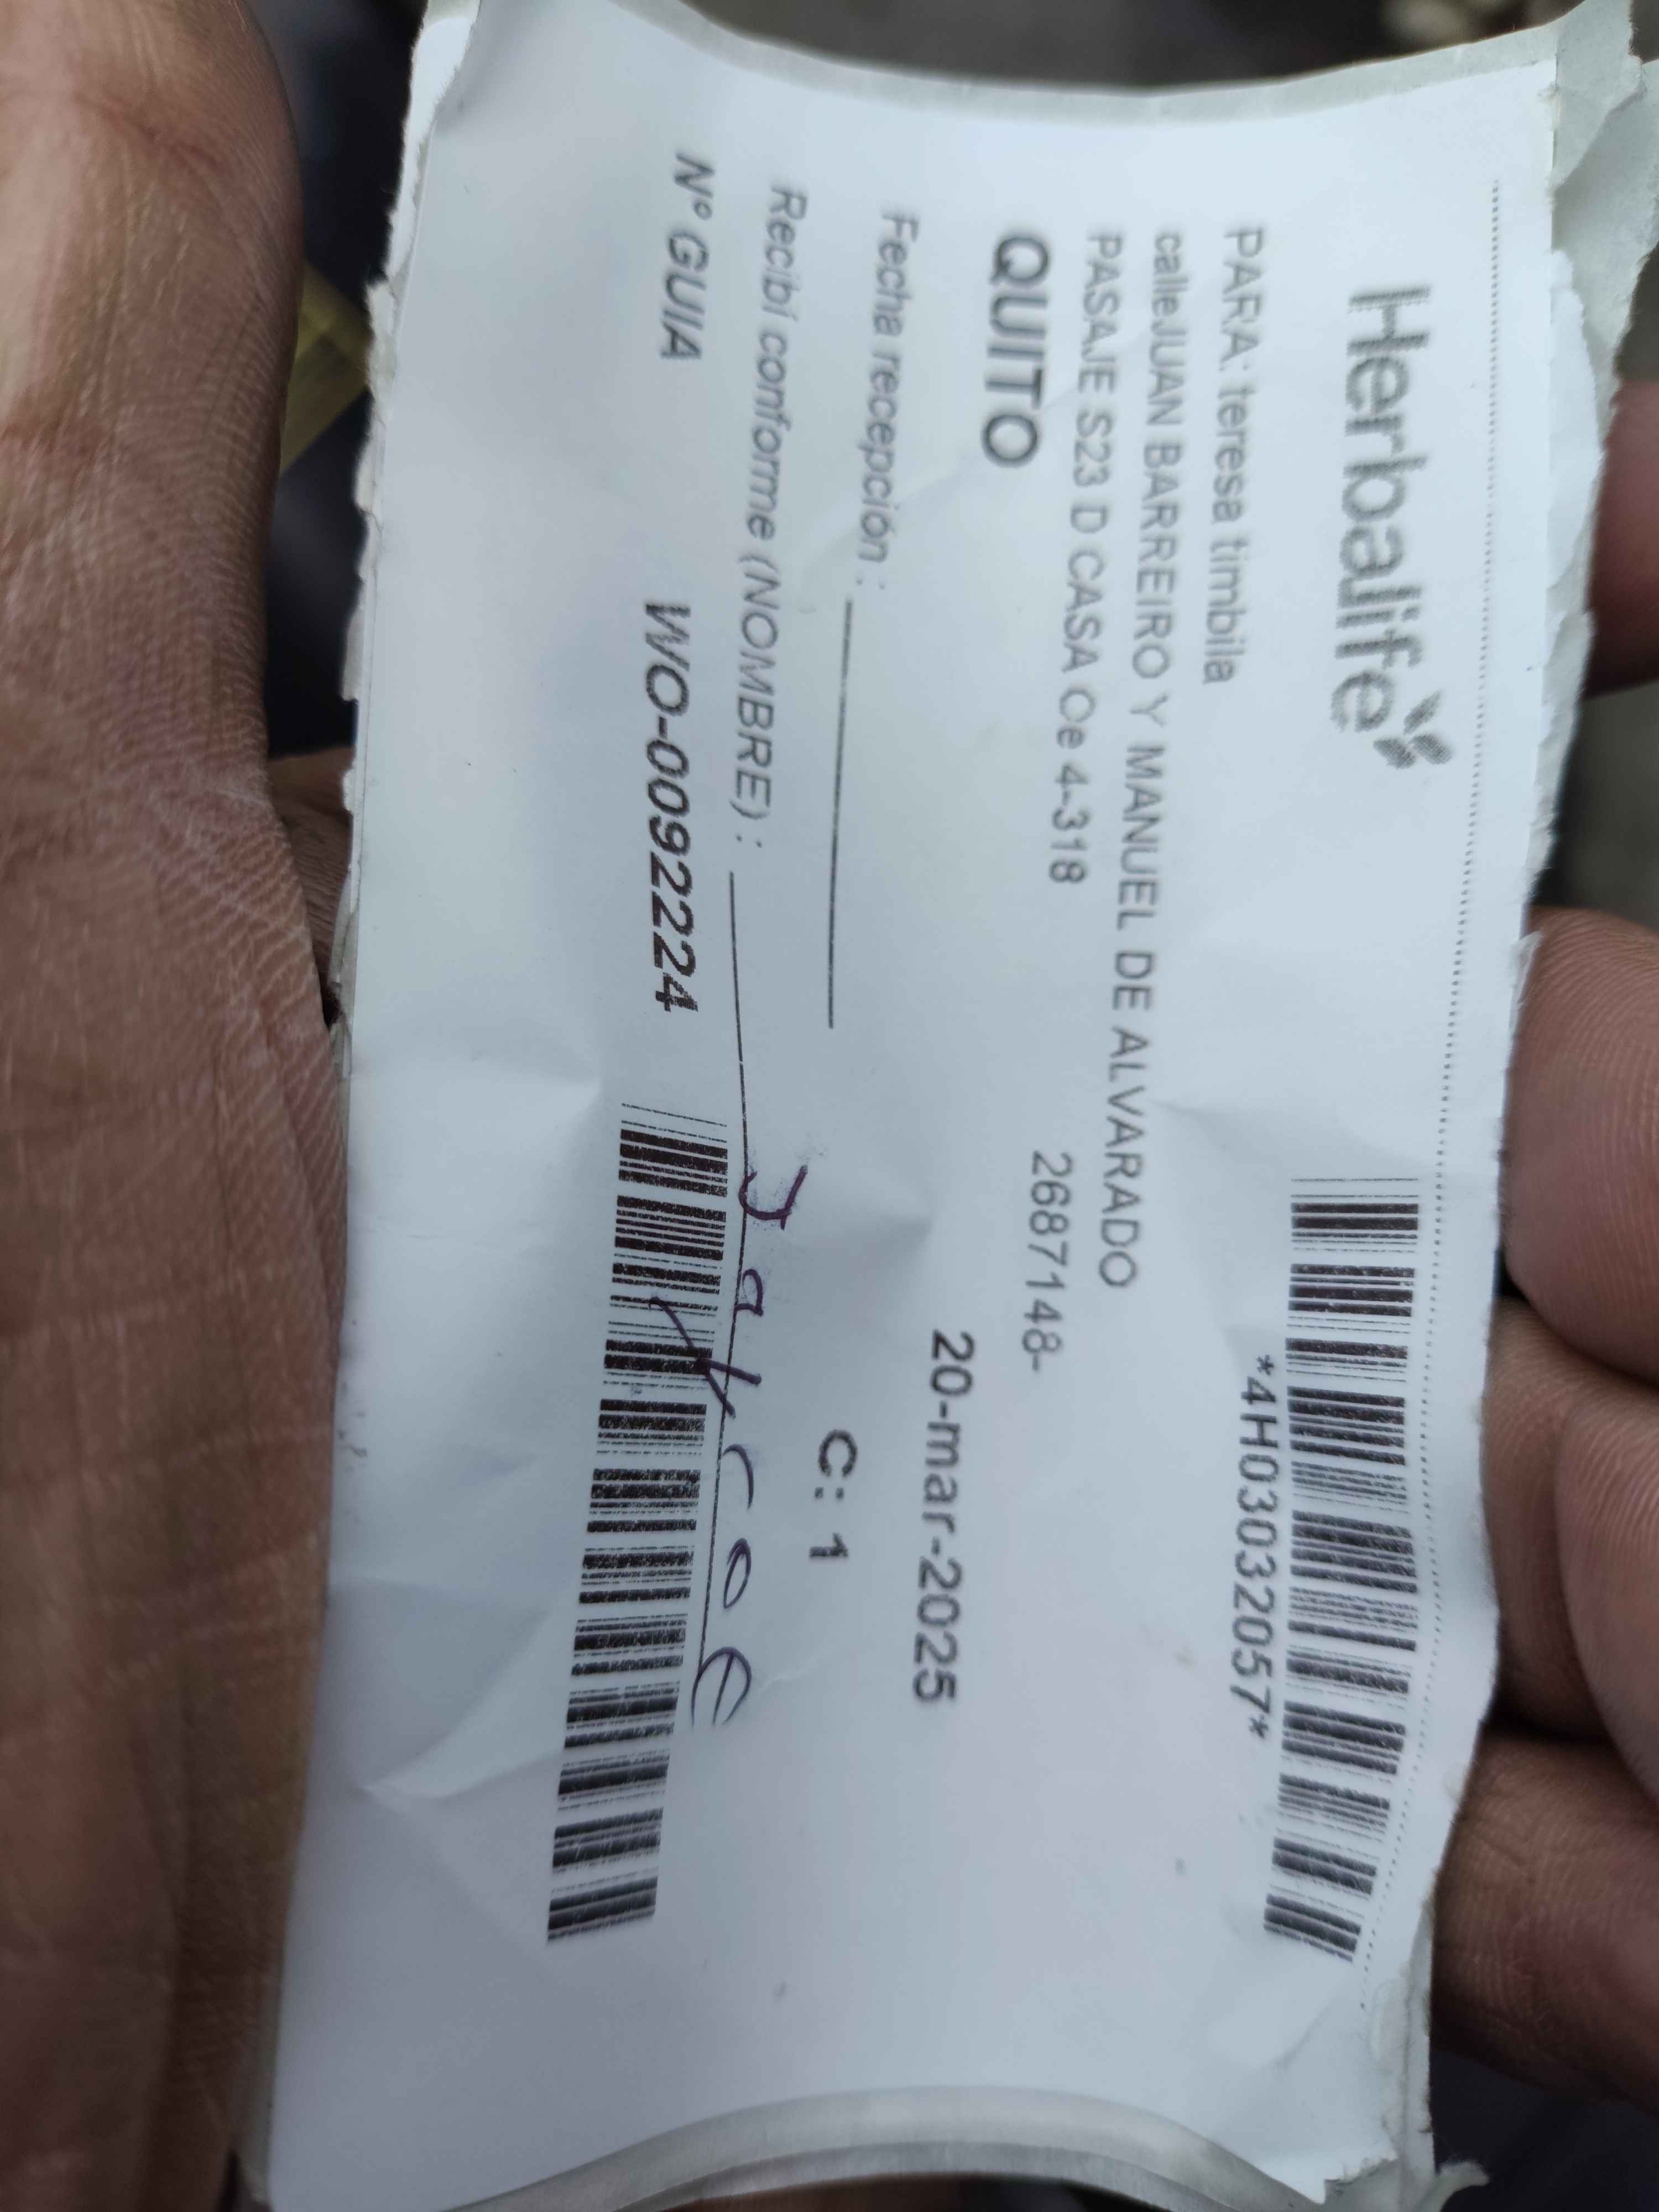 Herbalife
*4H03032057*
PARA: teresa timbila
calleJUAN BARREIRO Y MANUEL DE ALVARADO
PASAJE S23 D CASA Oe 4-318
2687148-
QUITO
20-mar-2025
Fecha recepción :
C: 1
Recibí conforme (NOMBRE) :
Nº GUIA WO-0092224